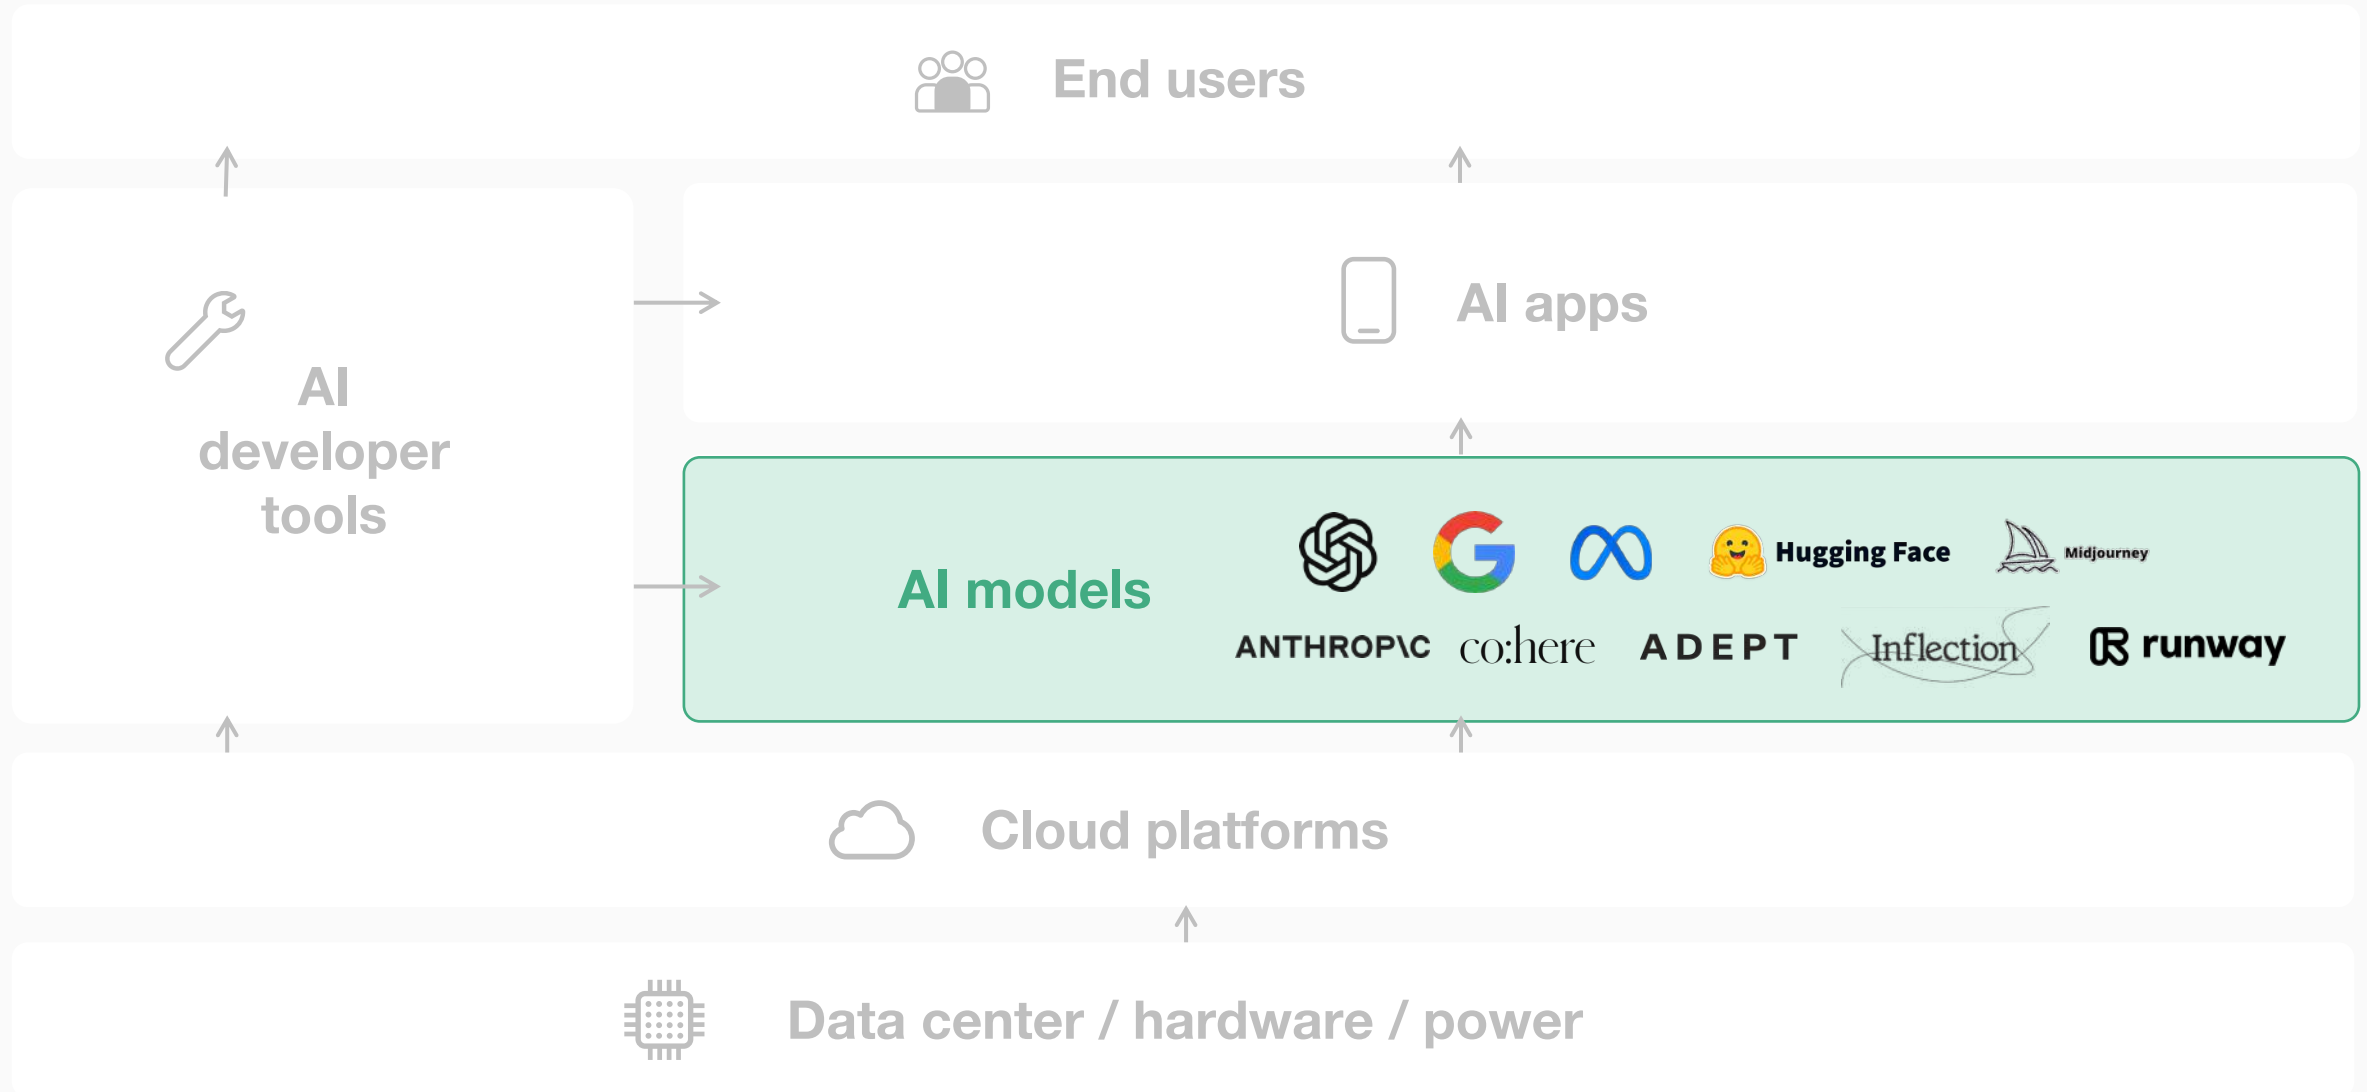 End users
AI apps
AI
developer
tools
AI models
Hugging Face
Midjourney
ANTHROP\C
co:here
ADEPT
Inflection
runway
Cloud platforms
Data center / hardware / power